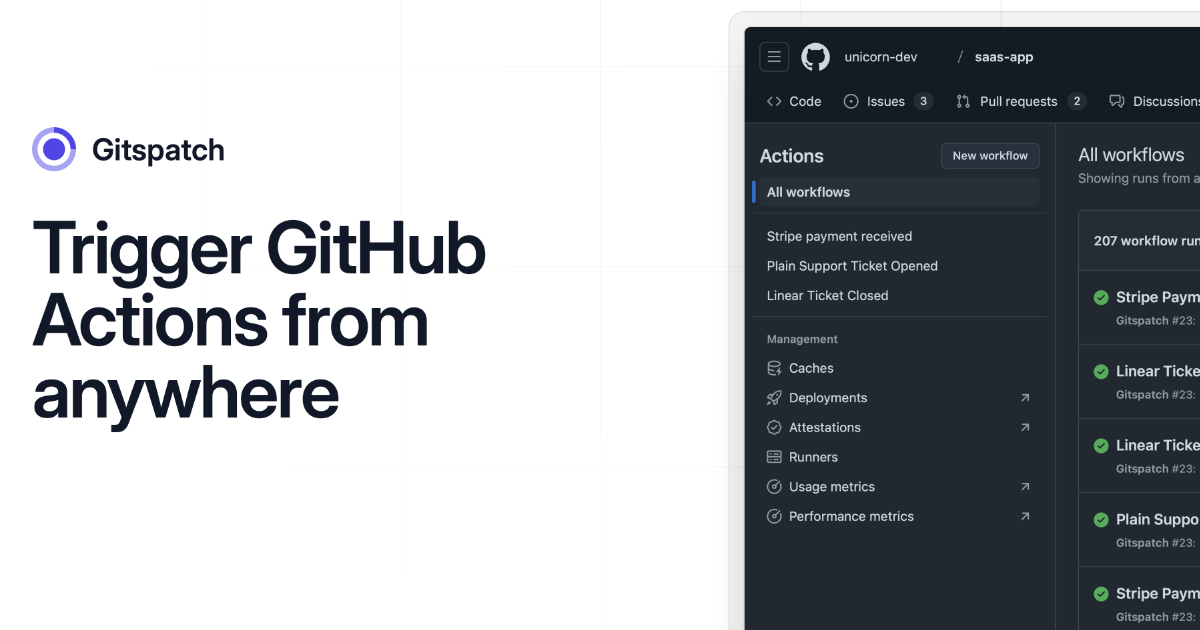 Gitspatch
Trigger GitHub
Actions from
anywhere
unicorn-dev / saas-app
Code
Issues 3
Pull requests 2
Discussions
Actions
New workflow
All workflows
Stripe payment received
Plain Support Ticket Opened
Linear Ticket Closed
Management
Caches
Deployments
Attestations
Runners
Usage metrics
Performance metrics
All workflows
Showing runs from a
207 workflow run
Stripe Paym
Gitspatch #23:
Linear Ticke
Gitspatch #23:
Linear Ticke
Gitspatch #23:
Plain Suppo
Gitspatch #23:
Stripe Paym
Gitspatch #23: